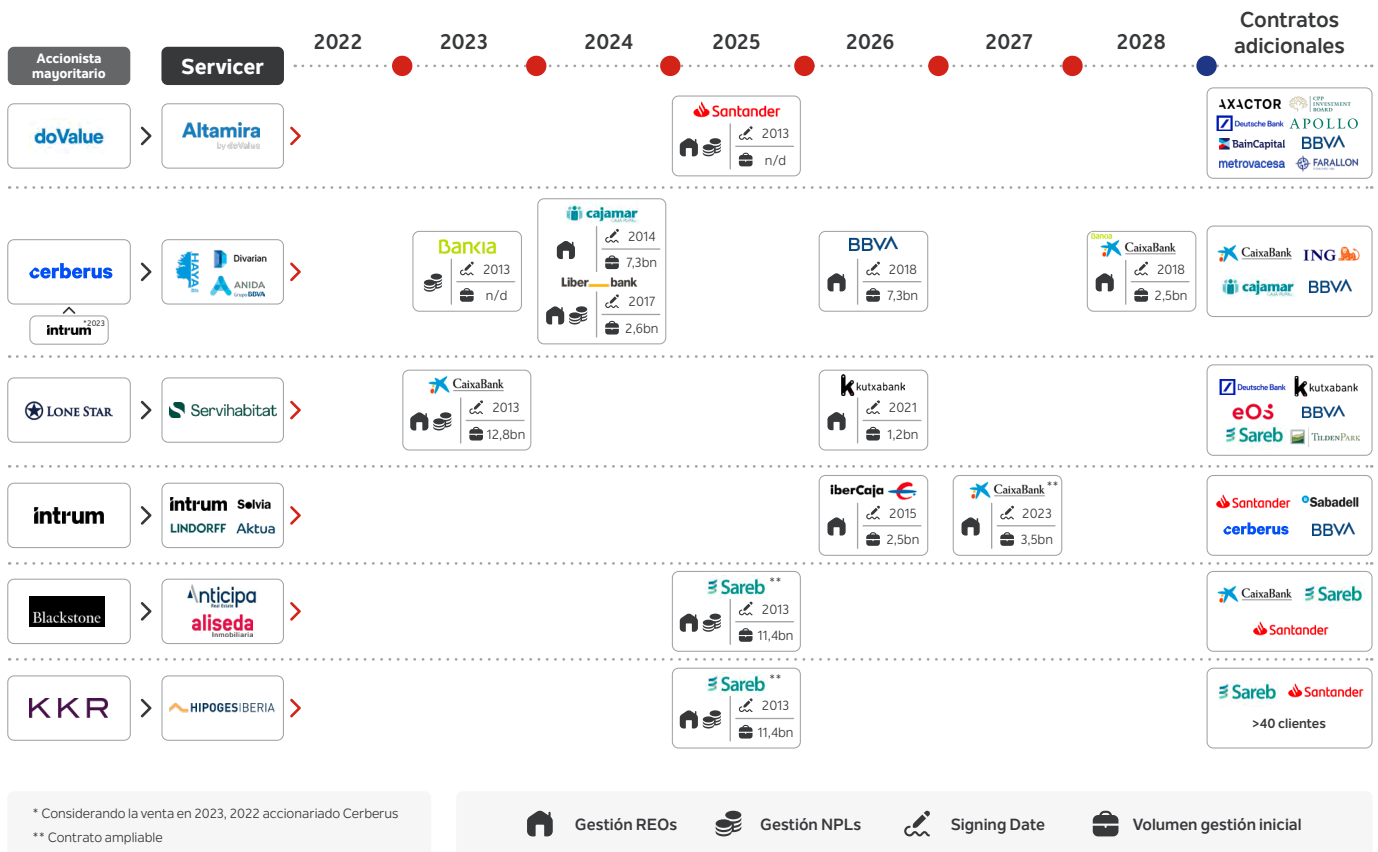 Accionista
mayoritario
Servicer
2022
2023
2024
2025
2026
2027
2028
Contratos
adicionales
doValue
Altamira
by doValue
Santander
2013
n/d
AXACTOR
CPP
INVESTMENT
BOARD
Deutsche Bank
APOLLO
BainCapital
BBVA
metrovacesa
FARALLON
cerberus
intrum*2023
HAYA
Divarian
ANIDA
Grupo BBVA
Bankia
2013
n/d
cajamar
CAJA RURAL
2014
7,3bn
Liberbank
2017
2,6bn
BBVA
2018
7,3bn
Bankia
CaixaBank
2018
2,5bn
CaixaBank
ING
cajamar
CAJA RURAL
BBVA
LONE STAR
Servihabitat
CaixaBank
2013
12,8bn
kutxabank
2021
1,2bn
Deutsche Bank
kutxabank
eos
BBVA
Sareb
TILDENPARK
intrum
intrum
Solvia
LINDORFF
Aktua
iberCaja
2015
2,5bn
CaixaBank **
2023
3,5bn
Santander
Sabadell
cerberus
BBVA
Blackstone
Anticipa
Real Estate
aliseda
Inmobiliaria
Sareb **
2013
11,4bn
CaixaBank
Sareb
Santander
KKR
HIPOGES IBERIA
Sareb **
2013
11,4bn
Sareb
Santander
>40 clientes
* Considerando la venta en 2023, 2022 accionariado Cerberus
** Contrato ampliable
Gestión REOs
Gestión NPLs
Signing Date
Volumen gestión inicial